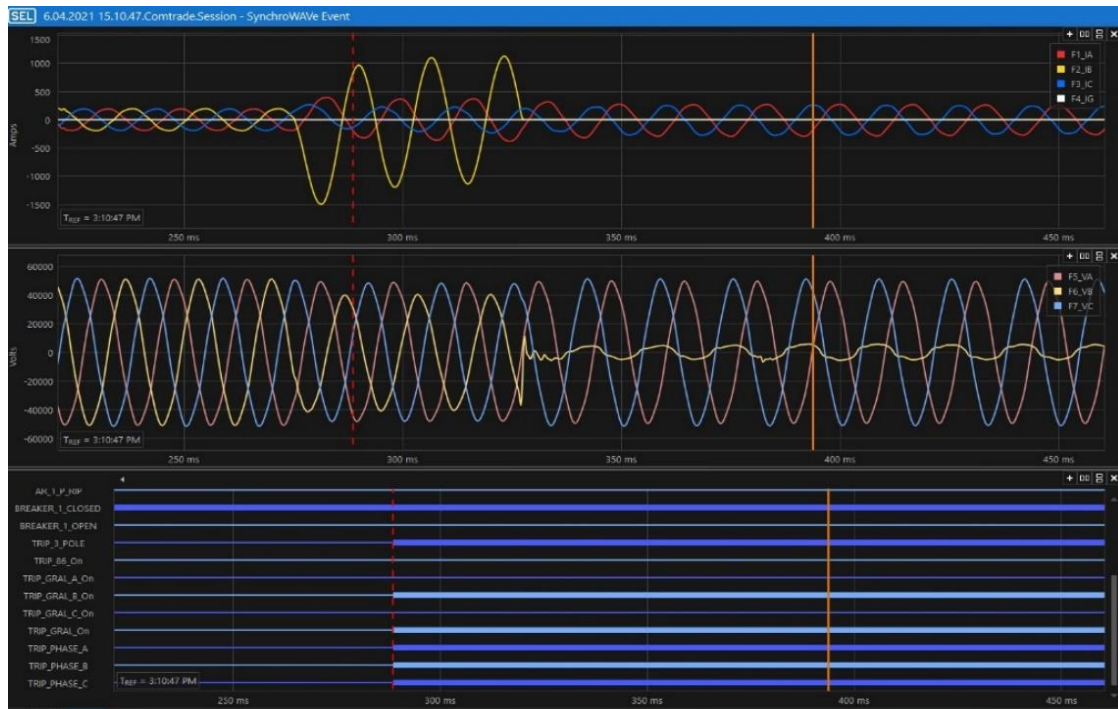 SEL 6.04.2021 15.10.47.Comtrade.Session - SynchroWAVe Event
1500
1000
500
0
-500
-1000
-1500
Amps
F1_IA
F2_IB
F3_IC
F4_IG
TREF = 3:10:47 PM
250 ms
300 ms
350 ms
400 ms
450 ms
60000
40000
20000
0
-20000
-40000
-60000
Volts
F5_VA
F6_VB
F7_VC
TREF = 3:10:47 PM
250 ms
300 ms
350 ms
400 ms
450 ms
BREAKER_1_CLOSED
BREAKER_1_OPEN
TRIP_3_POLE
TRIP_86_On
TRIP_GRAL_A_On
TRIP_GRAL_B_On
TRIP_GRAL_C_On
TRIP_GRAL_On
TRIP_PHASE_A
TRIP_PHASE_B
TRIP_PHASE_C
TREF = 3:10:47 PM
250 ms
300 ms
350 ms
400 ms
450 ms